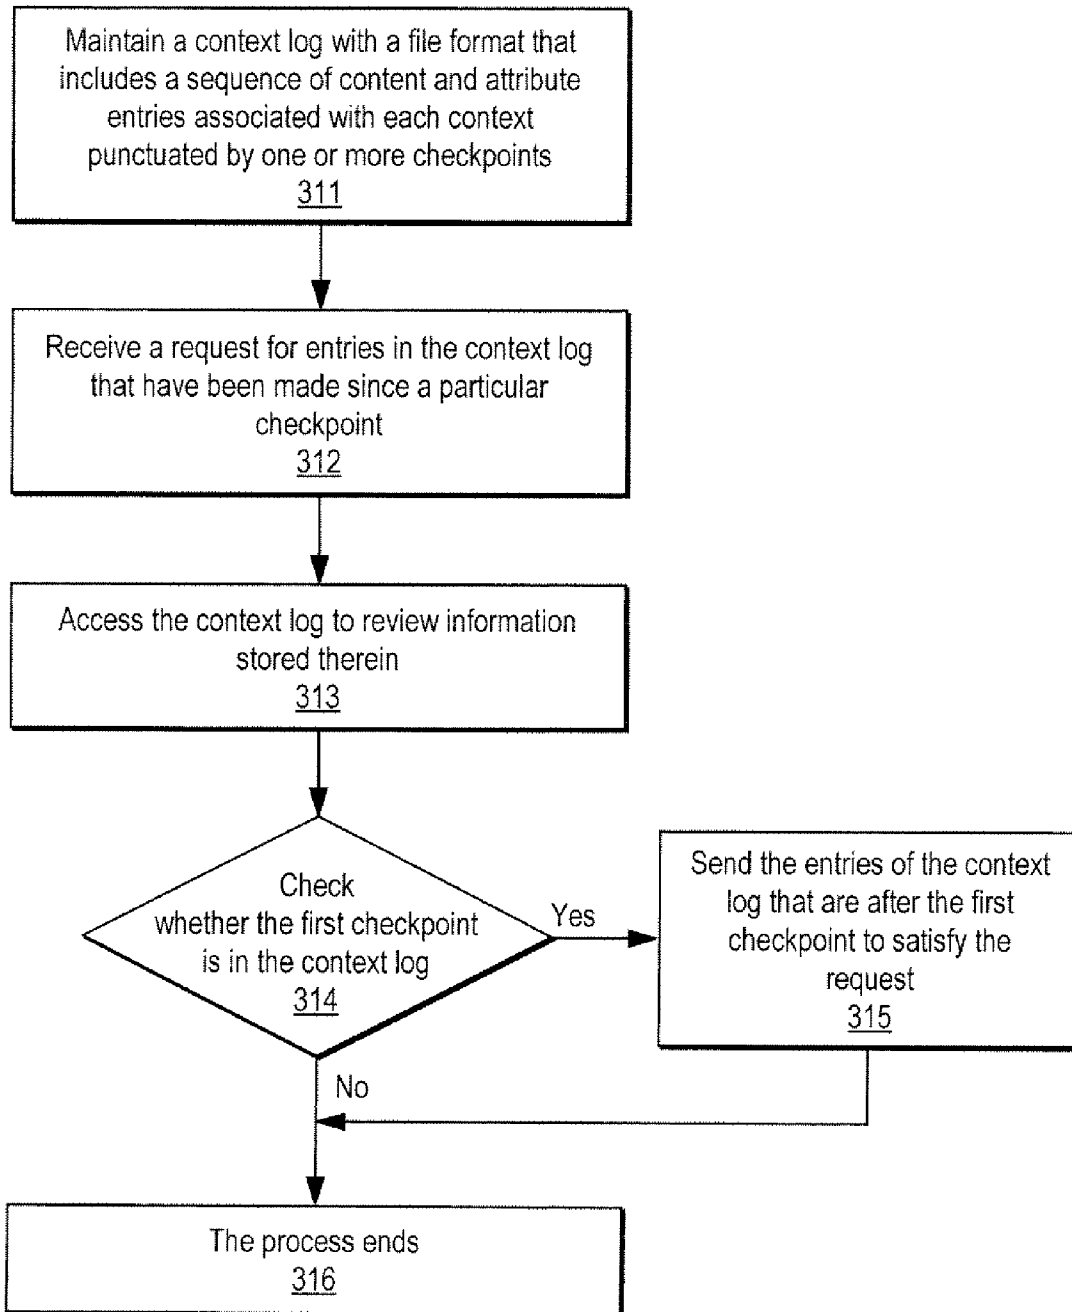 Maintain a context log with a file format that
includes a sequence of content and attribute
entries associated with each context
punctuated by one or more checkpoints
311
Receive a request for entries in the context log
that have been made since a particular
checkpoint
312
Access the context log to review information
stored therein
313
Check
whether the first checkpoint
is in the context log
314
Yes
Send the entries of the context
log that are after the first
checkpoint to satisfy the
request
315
No
The process ends
316